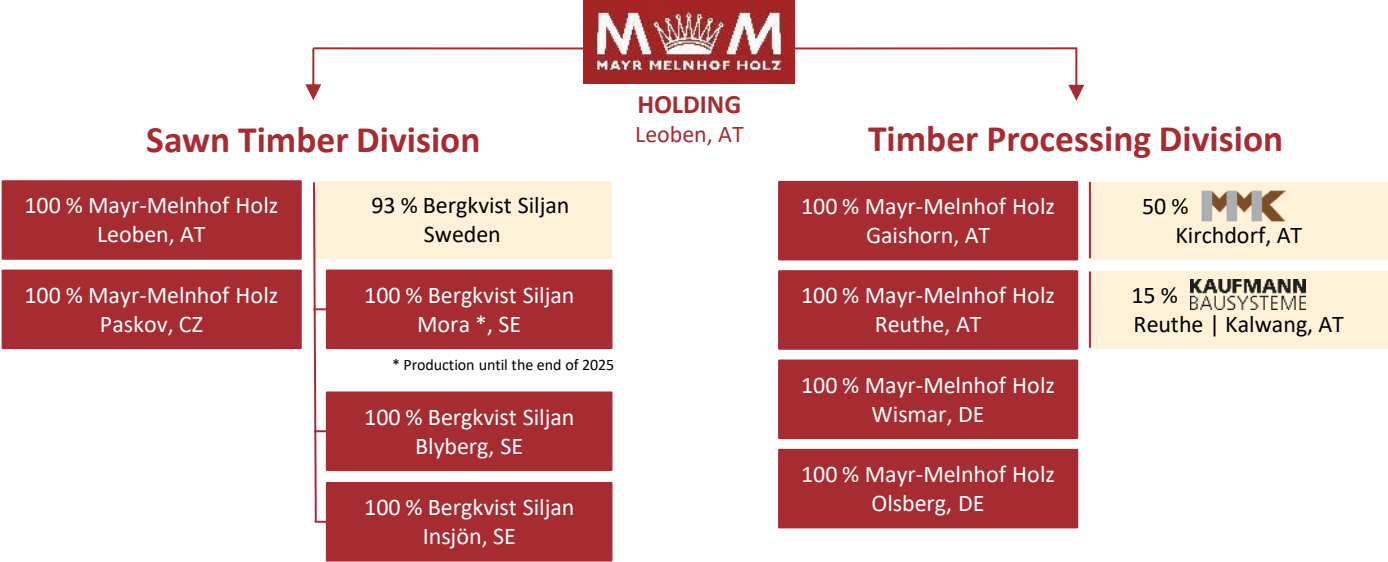 MM
MAYR MELNHOF HOLZ
HOLDING
Leoben, AT
Sawn Timber Division
100 % Mayr-Melnhof Holz
Leoben, AT
100 % Mayr-Melnhof Holz
Paskov, CZ
93 % Bergkvist Siljan
Sweden
100 % Bergkvist Siljan
Mora *, SE
* Production until the end of 2025
100 % Bergkvist Siljan
Blyberg, SE
100 % Bergkvist Siljan
Insjön, SE
Timber Processing Division
100 % Mayr-Melnhof Holz
Gaishorn, AT
100 % Mayr-Melnhof Holz
Reuthe, AT
100 % Mayr-Melnhof Holz
Wismar, DE
100 % Mayr-Melnhof Holz
Olsberg, DE
50 % MMK
Kirchdorf, AT
15 % KAUFMANN
BAUSYSTEME
Reuthe | Kalwang, AT